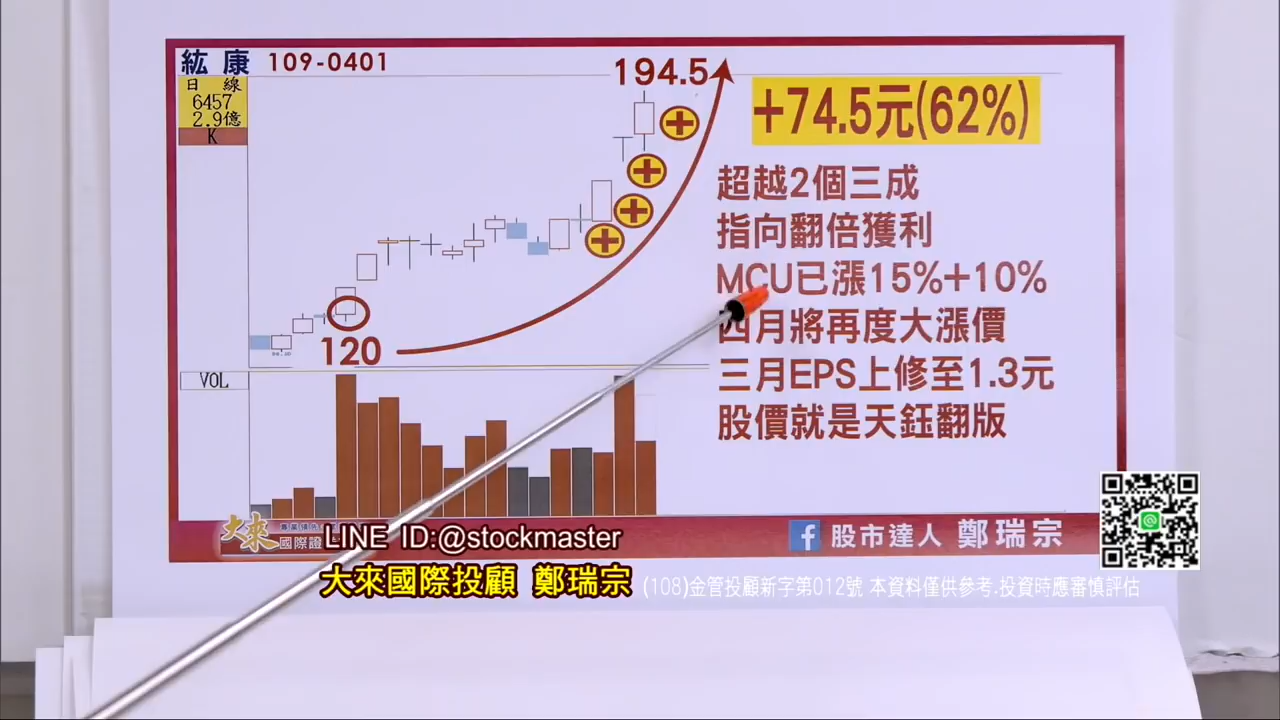 紘康 109-0401
日線
6457
2.9億
K
194.5
120
VOL
+74.5元(62%)
超越2個三成
指向翻倍獲利
MCU已漲15%+10%
四月將再度大漲價
三月EPS上修至1.3元
股價就是天鈺翻版
大來
國際證
LINE ID:@stockmaster
f 股市達人 鄭瑞宗
大來國際投顧 鄭瑞宗 (108)金管投顧新字第012號 本資料僅供參考.投資時應審慎評估